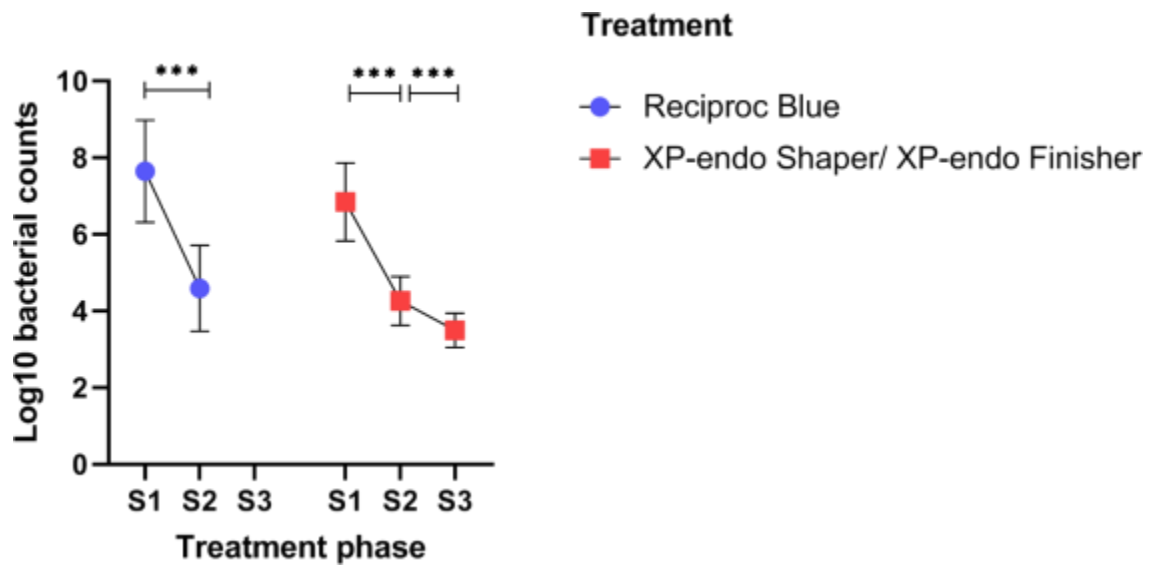 Treatment
Reciproc Blue
XP-endo Shaper/ XP-endo Finisher
*** *** ***
10
8
6
4
2
0
Log10 bacterial counts
S1 S2 S3 S1 S2 S3
Treatment phase